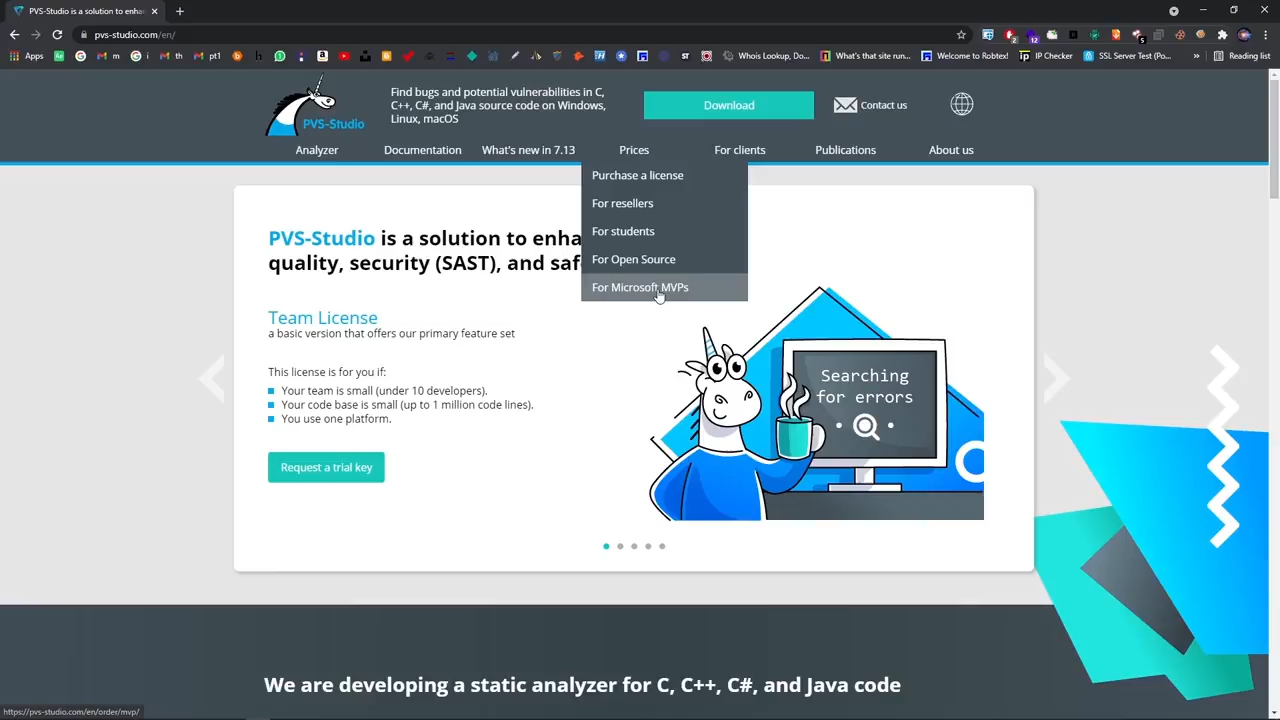 PVS-Studio is a solution to enha
pvs-studio.com/en/
Apps
G
M in
G i
M th
M pt1
Whois Lookup, Do...
What's that site run...
Welcome to Robtex!
IP Checker
SSL Server Test (Po...
»
Reading list
PVS-Studio
Find bugs and potential vulnerabilities in C,
C++, C#, and Java source code on Windows,
Linux, macOS
Download
Contact us
Analyzer
Documentation
What's new in 7.13
Prices
For clients
Publications
About us
Purchase a license
For resellers
For students
For Open Source
For Microsoft MVPs
PVS-Studio is a solution to enha
quality, security (SAST), and saf
Team License
a basic version that offers our primary feature set
This license is for you if:
Your team is small (under 10 developers).
Your code base is small (up to 1 million code lines).
You use one platform.
Request a trial key
Searching
for errors
We are developing a static analyzer for C, C++, C#, and Java code
https://pvs-studio.com/en/order/mvp/